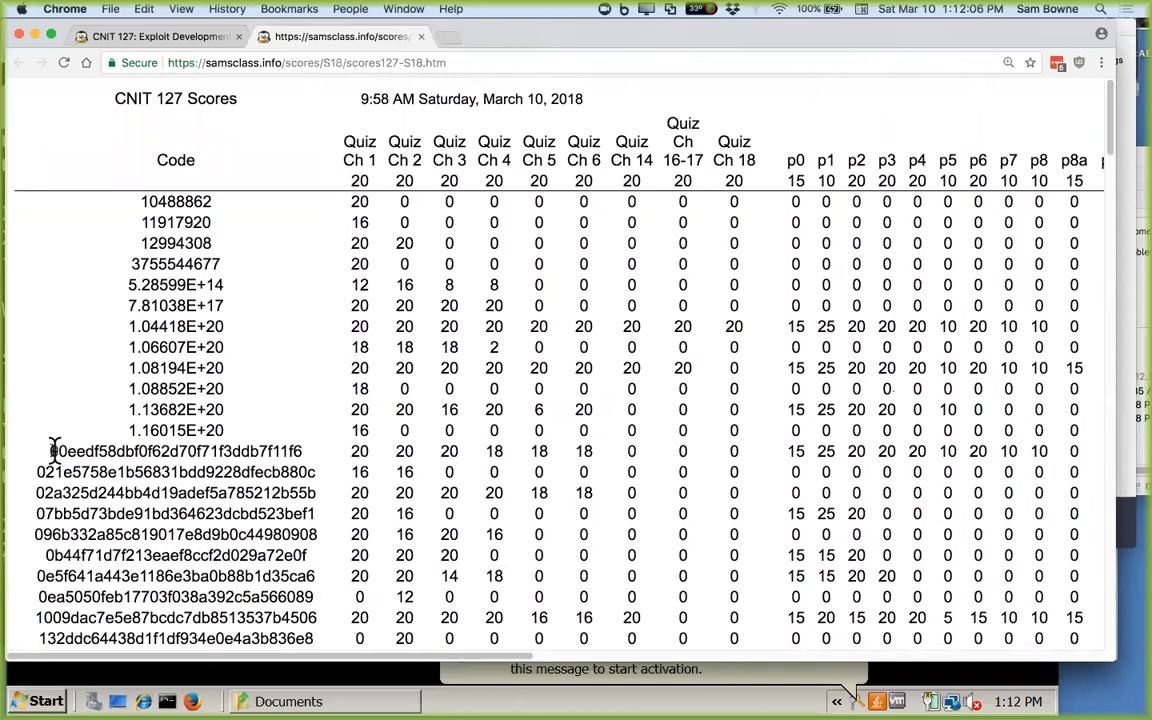 Chrome File Edit View History Bookmarks People Window Help 33° 100% Sat Mar 10 1:12:06 PM Sam Bowne
CNIT 127: Exploit Developmen × https://samsclass.info/scores/ ×
Secure https://samsclass.info/scores/S18/scores127-S18.htm
CNIT 127 Scores 9:58 AM Saturday, March 10, 2018
Quiz
Quiz Quiz Quiz Quiz Quiz Quiz Quiz Ch Quiz
Code Ch 1 Ch 2 Ch 3 Ch 4 Ch 5 Ch 6 Ch 14 16-17 Ch 18 p0 p1 p2 p3 p4 p5 p6 p7 p8 p8a
20 20 20 20 20 20 20 20 20 15 10 20 20 20 10 20 10 10 15
10488862 20 0 0 0 0 0 0 0 0 0 0 0 0 0 0 0 0 0 0
11917920 16 0 0 0 0 0 0 0 0 0 0 0 0 0 0 0 0 0 0
12994308 20 20 0 0 0 0 0 0 0 0 0 0 0 0 0 0 0 0 0
3755544677 20 0 0 0 0 0 0 0 0 0 0 0 0 0 0 0 0 0 0
5.28599E+14 12 16 8 8 0 0 0 0 0 0 0 0 0 0 0 0 0 0 0
7.81038E+17 20 20 20 20 0 0 0 0 0 0 0 0 0 0 0 0 0 0 0
1.04418E+20 20 20 20 20 20 20 20 20 20 15 25 20 20 20 10 20 10 10 0
1.06607E+20 18 18 18 2 0 0 0 0 0 0 0 0 0 0 0 0 0 0 0
1.08194E+20 20 20 20 20 20 20 20 20 0 15 25 20 20 20 10 20 10 10 15
1.08852E+20 18 0 0 0 0 0 0 0 0 0 0 0 0 0 0 0 0 0 0
1.13682E+20 20 20 16 20 6 20 0 0 0 15 25 20 20 0 10 0 0 0 0
1.16015E+20 16 0 0 0 0 0 0 0 0 0 0 0 0 0 0 0 0 0 0
00eedf58dbf0f62d70f71f3ddb7f11f6 20 20 20 18 18 18 0 0 0 15 25 20 20 20 10 20 10 10 0
021e5758e1b56831bdd9228dfecb880c 16 16 0 0 0 0 0 0 0 0 0 0 0 0 0 0 0 0 0
02a325d244bb4d19adef5a785212b55b 20 20 20 20 18 18 0 0 0 0 0 0 0 0 0 0 0 0 0
07bb5d73bde91bd364623dcbd523bef1 20 16 0 0 0 0 0 0 0 15 25 20 0 0 0 0 0 0 0
096b332a85c819017e8d9b0c44980908 20 16 20 16 0 0 0 0 0 0 0 0 0 0 0 0 0 0 0
0b44f71d7f213eaef8ccf2d029a72e0f 20 20 20 0 0 0 0 0 0 15 15 20 0 0 0 0 0 0 0
0e5f641a443e1186e3ba0b88b1d35ca6 20 20 14 18 0 0 0 0 0 15 15 20 20 0 0 0 0 0 0
0ea5050feb17703f038a392c5a566089 0 12 0 0 0 0 0 0 0 0 0 0 0 0 0 0 0 0 0
1009dac7e5e87bcdc7db8513537b4506 20 20 20 20 16 16 20 0 0 15 20 15 20 20 5 15 10 10 15
132ddc64438d1f1df934e0e4a3b836e8 0 20 0 0 0 0 0 0 0 0 0 0 0 0 0 0 0 0 0
this message to start activation.
Start Documents « 1:12 PM